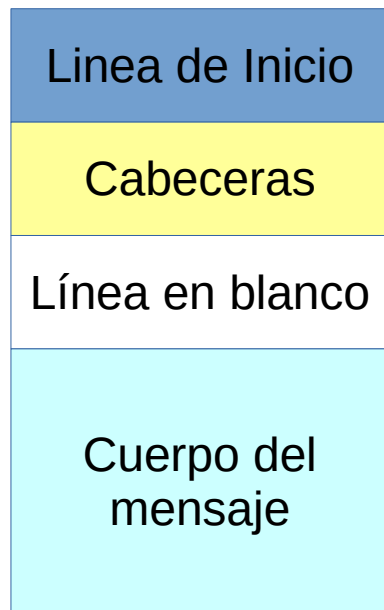 Linea de Inicio
Cabeceras
Línea en blanco
Cuerpo del
mensaje